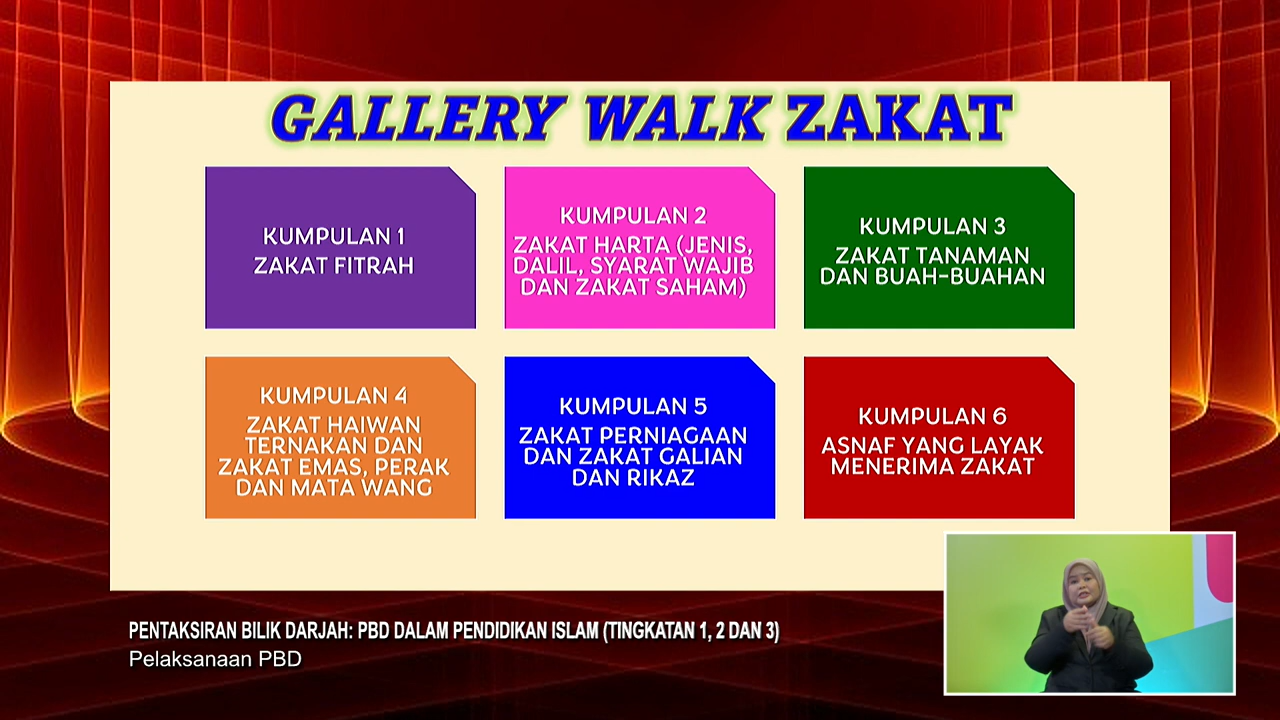 GALLERY WALK ZAKAT
KUMPULAN 1
ZAKAT FITRAH
KUMPULAN 2
ZAKAT HARTA (JENIS,
DALIL, SYARAT WAJIB
DAN ZAKAT SAHAM)
KUMPULAN 3
ZAKAT TANAMAN
DAN BUAH-BUAHAN
KUMPULAN 4
ZAKAT HAIWAN
TERNAKAN DAN
ZAKAT EMAS, PERAK
DAN MATA WANG
KUMPULAN 5
ZAKAT PERNIAGAAN
DAN ZAKAT GALIAN
DAN RIKAZ
KUMPULAN 6
ASNAF YANG LAYAK
MENERIMA ZAKAT
PENTAKSIRAN BILIK DARJAH: PBD DALAM PENDIDIKAN ISLAM (TINGKATAN 1, 2 DAN 3)
Pelaksanaan PBD